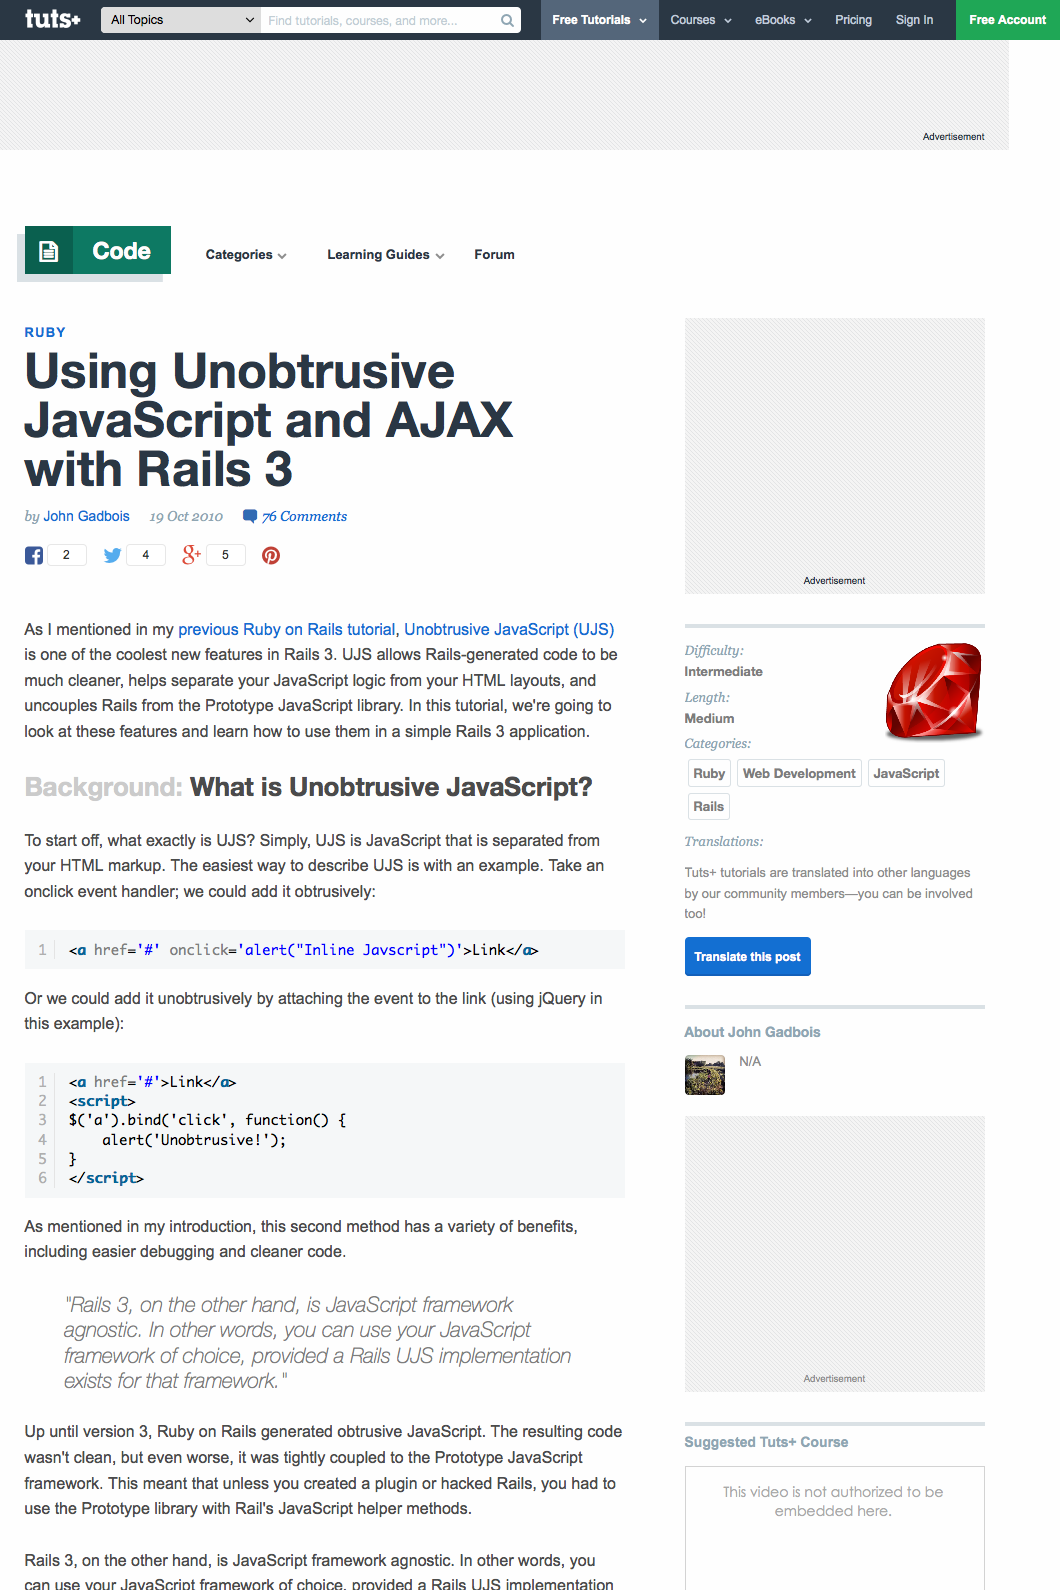 tuts+ All Topics Find tutorials, courses, and more... Free Tutorials Courses eBooks Pricing Sign In Free Account
Advertisement
Code Categories Learning Guides Forum
RUBY
Using Unobtrusive
JavaScript and AJAX
with Rails 3
by John Gadbois 19 Oct 2010 76 Comments
2 4 g+ 5
As I mentioned in my previous Ruby on Rails tutorial, Unobtrusive JavaScript (UJS)
is one of the coolest new features in Rails 3. UJS allows Rails-generated code to be
much cleaner, helps separate your JavaScript logic from your HTML layouts, and
uncouples Rails from the Prototype JavaScript library. In this tutorial, we're going to
look at these features and learn how to use them in a simple Rails 3 application.
Background: What is Unobtrusive JavaScript?
To start off, what exactly is UJS? Simply, UJS is JavaScript that is separated from
your HTML markup. The easiest way to describe UJS is with an example. Take an
onclick event handler; we could add it obtrusively:
1 <a href='#' onclick='alert("Inline Javscript")'>Link</a>
Or we could add it unobtrusively by attaching the event to the link (using jQuery in
this example):
1 <a href='#'>Link</a>
2 <script>
3 $('a').bind('click', function() {
4     alert('Unobtrusive!');
5 }
6 </script>
As mentioned in my introduction, this second method has a variety of benefits,
including easier debugging and cleaner code.
"Rails 3, on the other hand, is JavaScript framework
agnostic. In other words, you can use your JavaScript
framework of choice, provided a Rails UJS implementation
exists for that framework."
Up until version 3, Ruby on Rails generated obtrusive JavaScript. The resulting code
wasn't clean, but even worse, it was tightly coupled to the Prototype JavaScript
framework. This meant that unless you created a plugin or hacked Rails, you had to
use the Prototype library with Rail's JavaScript helper methods.
Rails 3, on the other hand, is JavaScript framework agnostic. In other words, you
can use your JavaScript framework of choice, provided a Rails UJS implementation
Advertisement
Difficulty:
Intermediate
Length:
Medium
Categories:
Ruby Web Development JavaScript
Rails
Translations:
Tuts+ tutorials are translated into other languages
by our community members—you can be involved
too!
Translate this post
About John Gadbois
N/A
Advertisement
Suggested Tuts+ Course
This video is not authorized to be
embedded here.